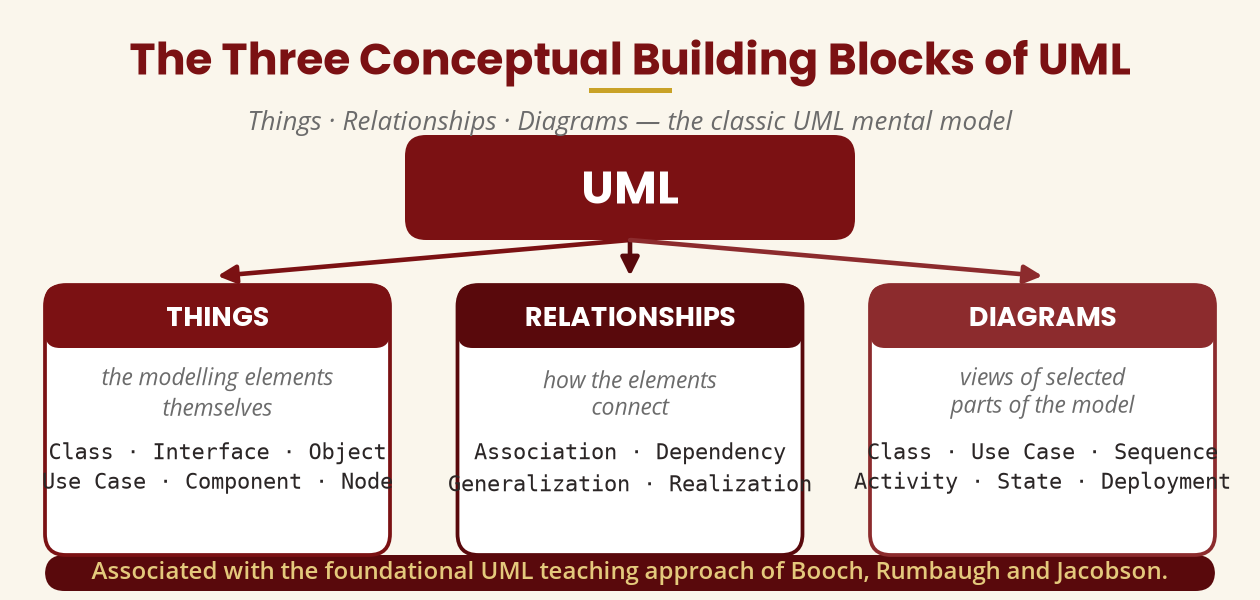 The Three Conceptual Building Blocks of UML
Things · Relationships · Diagrams — the classic UML mental model
UML
THINGS
the modelling elements
themselves
Class · Interface · Object
Use Case · Component · Node
RELATIONSHIPS
how the elements
connect
Association · Dependency
Generalization · Realization
DIAGRAMS
views of selected
parts of the model
Class · Use Case · Sequence
Activity · State · Deployment
Associated with the foundational UML teaching approach of Booch, Rumbaugh and Jacobson.